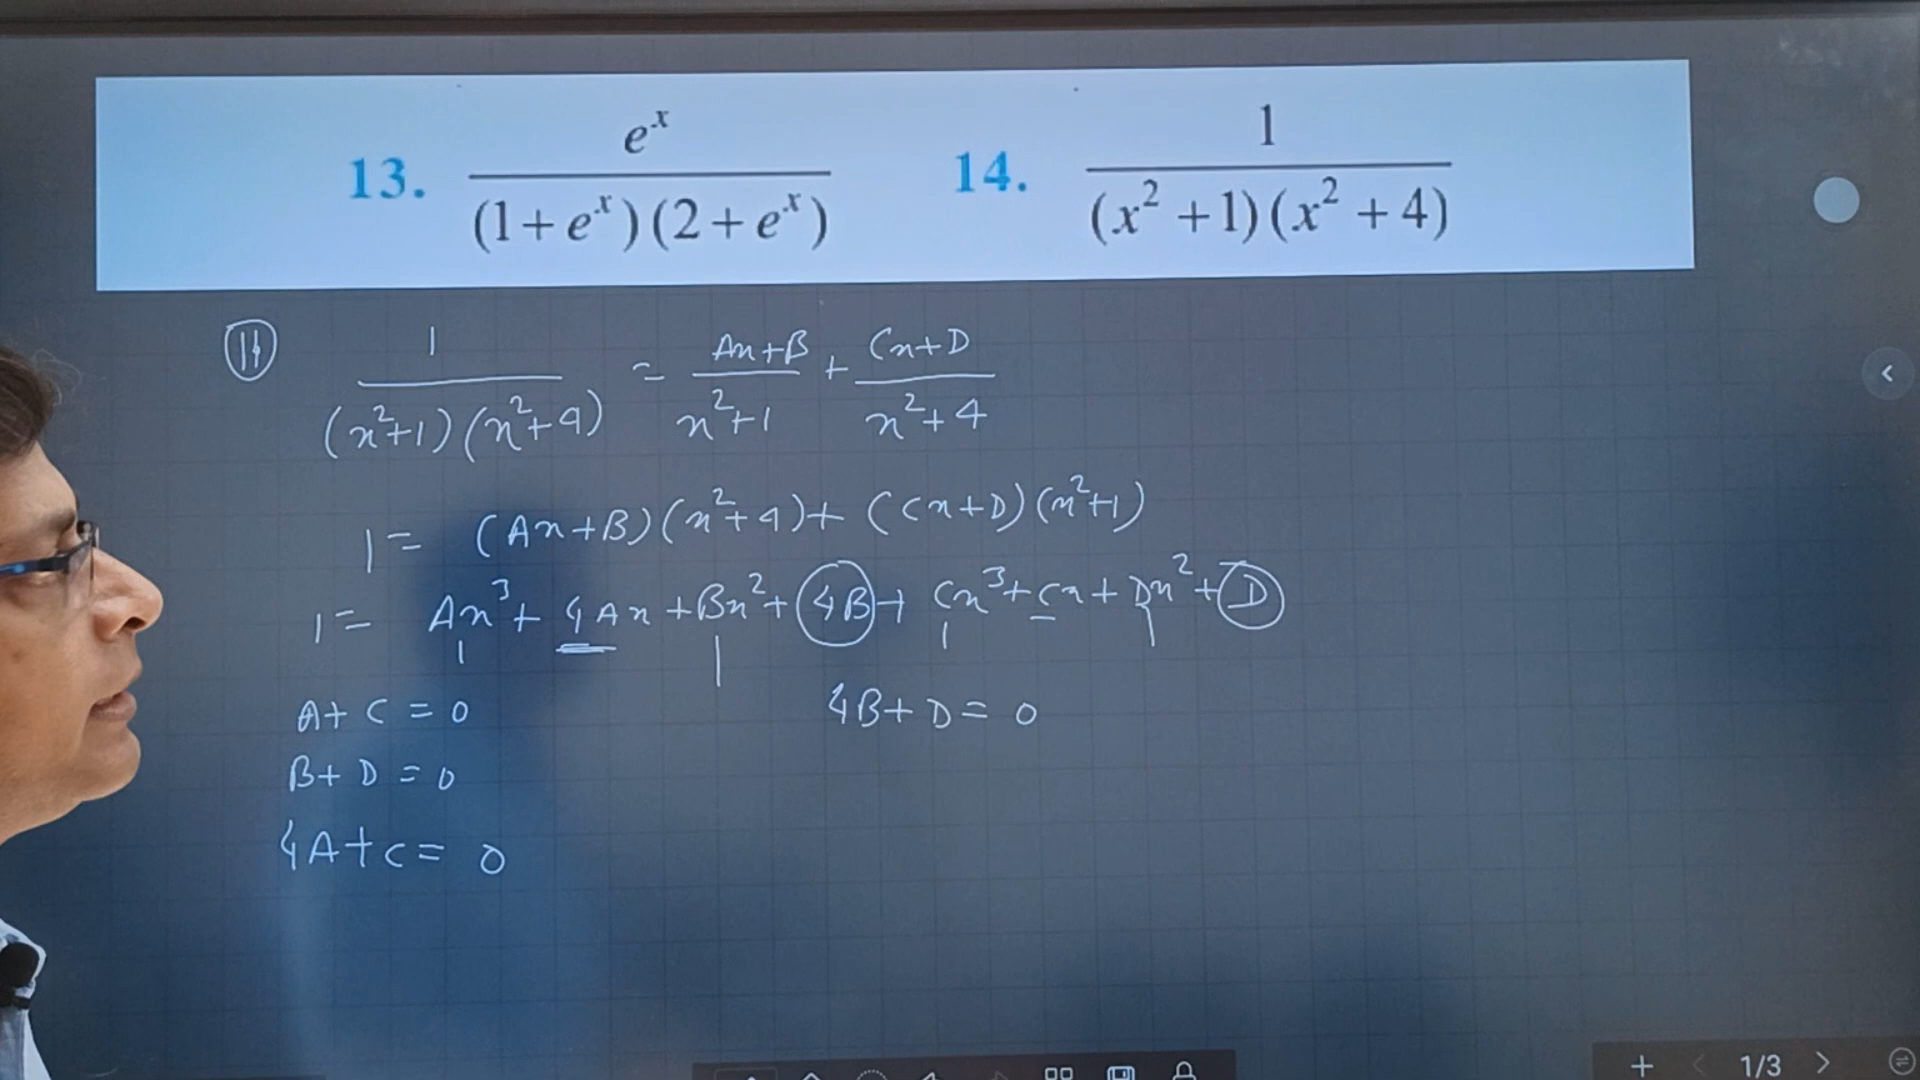 13. e^x / (1+e^x)(2+e^x)   14. 1 / (x^2+1)(x^2+4)
14 1 / (x^2+1)(x^2+4) = Ax+B / x^2+1 + Cx+D / x^2+4
1 = (Ax+B)(x^2+4) + (Cx+D)(x^2+1)
1 = Ax^3 + 4Ax + Bx^2 + 4B + Cx^3 + Cx + Dx^2 + D
A+C = 0   4B+D = 0
B+D = 0
4A+C = 0
1/3